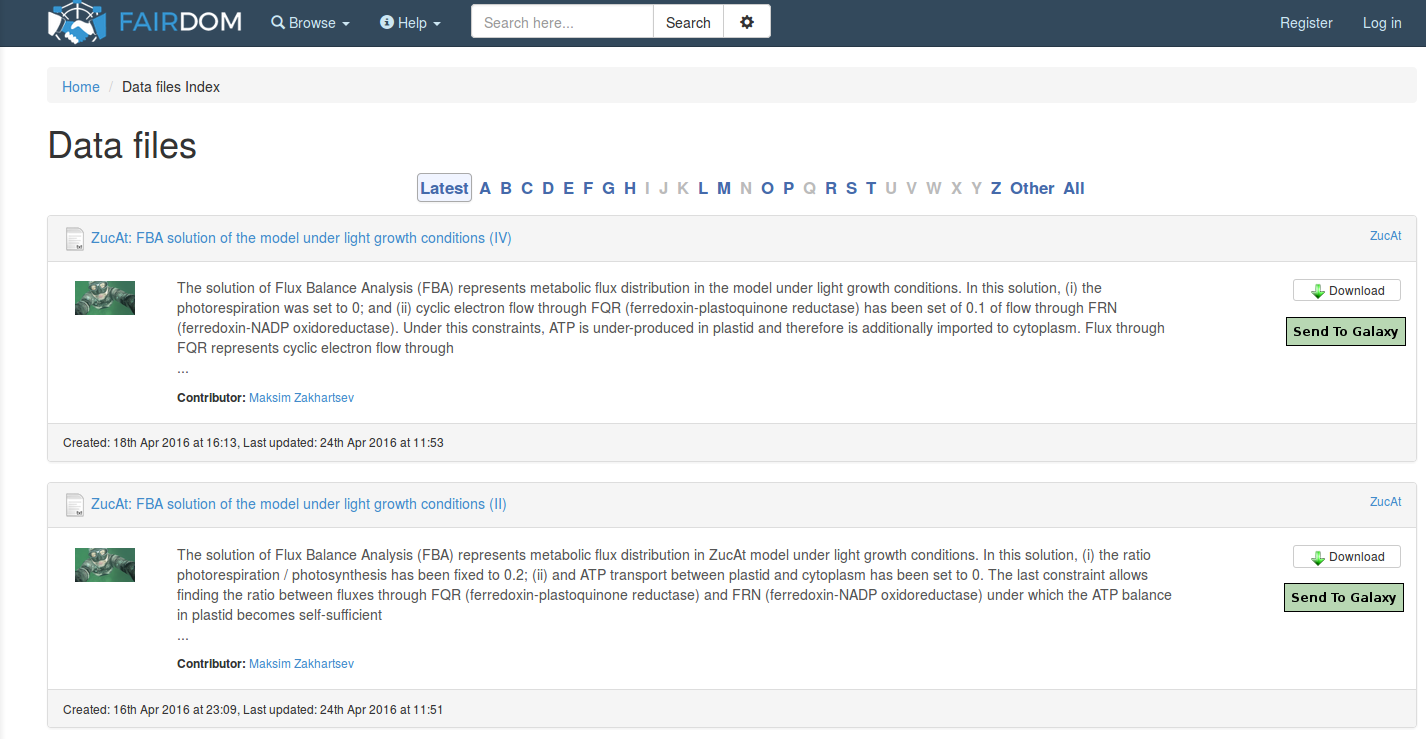 FAIRDOM Browse Help Search here... Search Register Log in
Home / Data files Index
Data files
Latest A B C D E F G H I J K L M N O P Q R S T U V W X Y Z Other All
ZucAt: FBA solution of the model under light growth conditions (IV) ZucAt
The solution of Flux Balance Analysis (FBA) represents metabolic flux distribution in the model under light growth conditions. In this solution, (i) the
photorespiration was set to 0; and (ii) cyclic electron flow through FQR (ferredoxin-plastoquinone reductase) has been set of 0.1 of flow through FRN
(ferredoxin-NADP oxidoreductase). Under this constraints, ATP is under-produced in plastid and therefore is additionally imported to cytoplasm. Flux through
FQR represents cyclic electron flow through
...
Contributor: Maksim Zakhartsev
Download
Send To Galaxy
Created: 18th Apr 2016 at 16:13, Last updated: 24th Apr 2016 at 11:53
ZucAt: FBA solution of the model under light growth conditions (II) ZucAt
The solution of Flux Balance Analysis (FBA) represents metabolic flux distribution in ZucAt model under light growth conditions. In this solution, (i) the ratio
photorespiration / photosynthesis has been fixed to 0.2; (ii) and ATP transport between plastid and cytoplasm has been set to 0. The last constraint allows
finding the ratio between fluxes through FQR (ferredoxin-plastoquinone reductase) and FRN (ferredoxin-NADP oxidoreductase) under which the ATP balance
in plastid becomes self-sufficient
...
Contributor: Maksim Zakhartsev
Download
Send To Galaxy
Created: 16th Apr 2016 at 23:09, Last updated: 24th Apr 2016 at 11:51